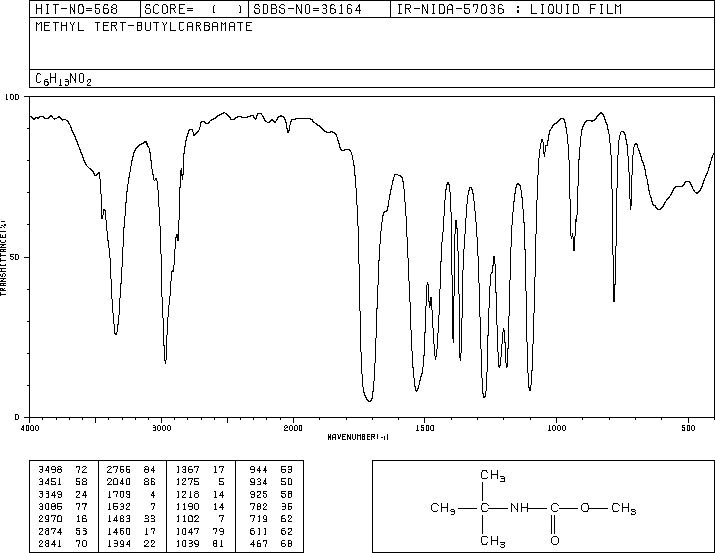 HIT-NO=568 SCORE= ( ) SDBS-NO=36164 IR-NIDA-57036 : LIQUID FILM
METHYL TERT-BUTYLCARBAMATE
C6H13NO2
100
50
0
TRANSMITTANCE(%)
4000 3000 2000 1500 1000 500
WAVENUMBER(-1)
3498 72 2766 84 1367 17 944 53
3451 58 2040 86 1275 5 934 50
3349 24 1709 4 1218 14 925 58
3085 77 1532 7 1190 14 782 35
2970 16 1483 33 1102 7 719 62
2874 53 1460 17 1047 79 611 62
2841 70 1394 22 1039 81 467 68
CH3
CH3 C NH C O CH3
CH3 O